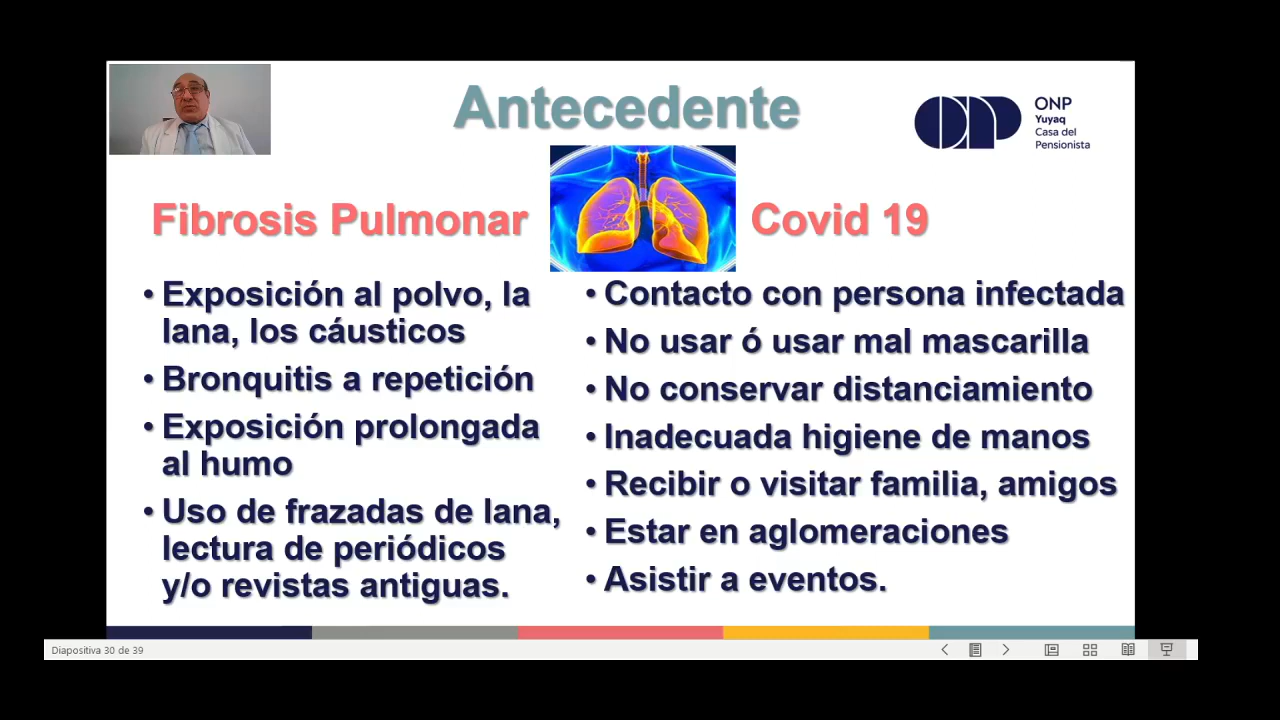 Antecedente
ONP
Yuyaq
Casa del
Pensionista
Fibrosis Pulmonar
• Exposición al polvo, la
lana, los cáusticos
• Bronquitis a repetición
• Exposición prolongada
al humo
• Uso de frazadas de lana,
lectura de periódicos
y/o revistas antiguas.
Covid 19
• Contacto con persona infectada
• No usar ó usar mal mascarilla
• No conservar distanciamiento
• Inadecuada higiene de manos
• Recibir o visitar familia, amigos
• Estar en aglomeraciones
• Asistir a eventos.
Diapositiva 30 de 39